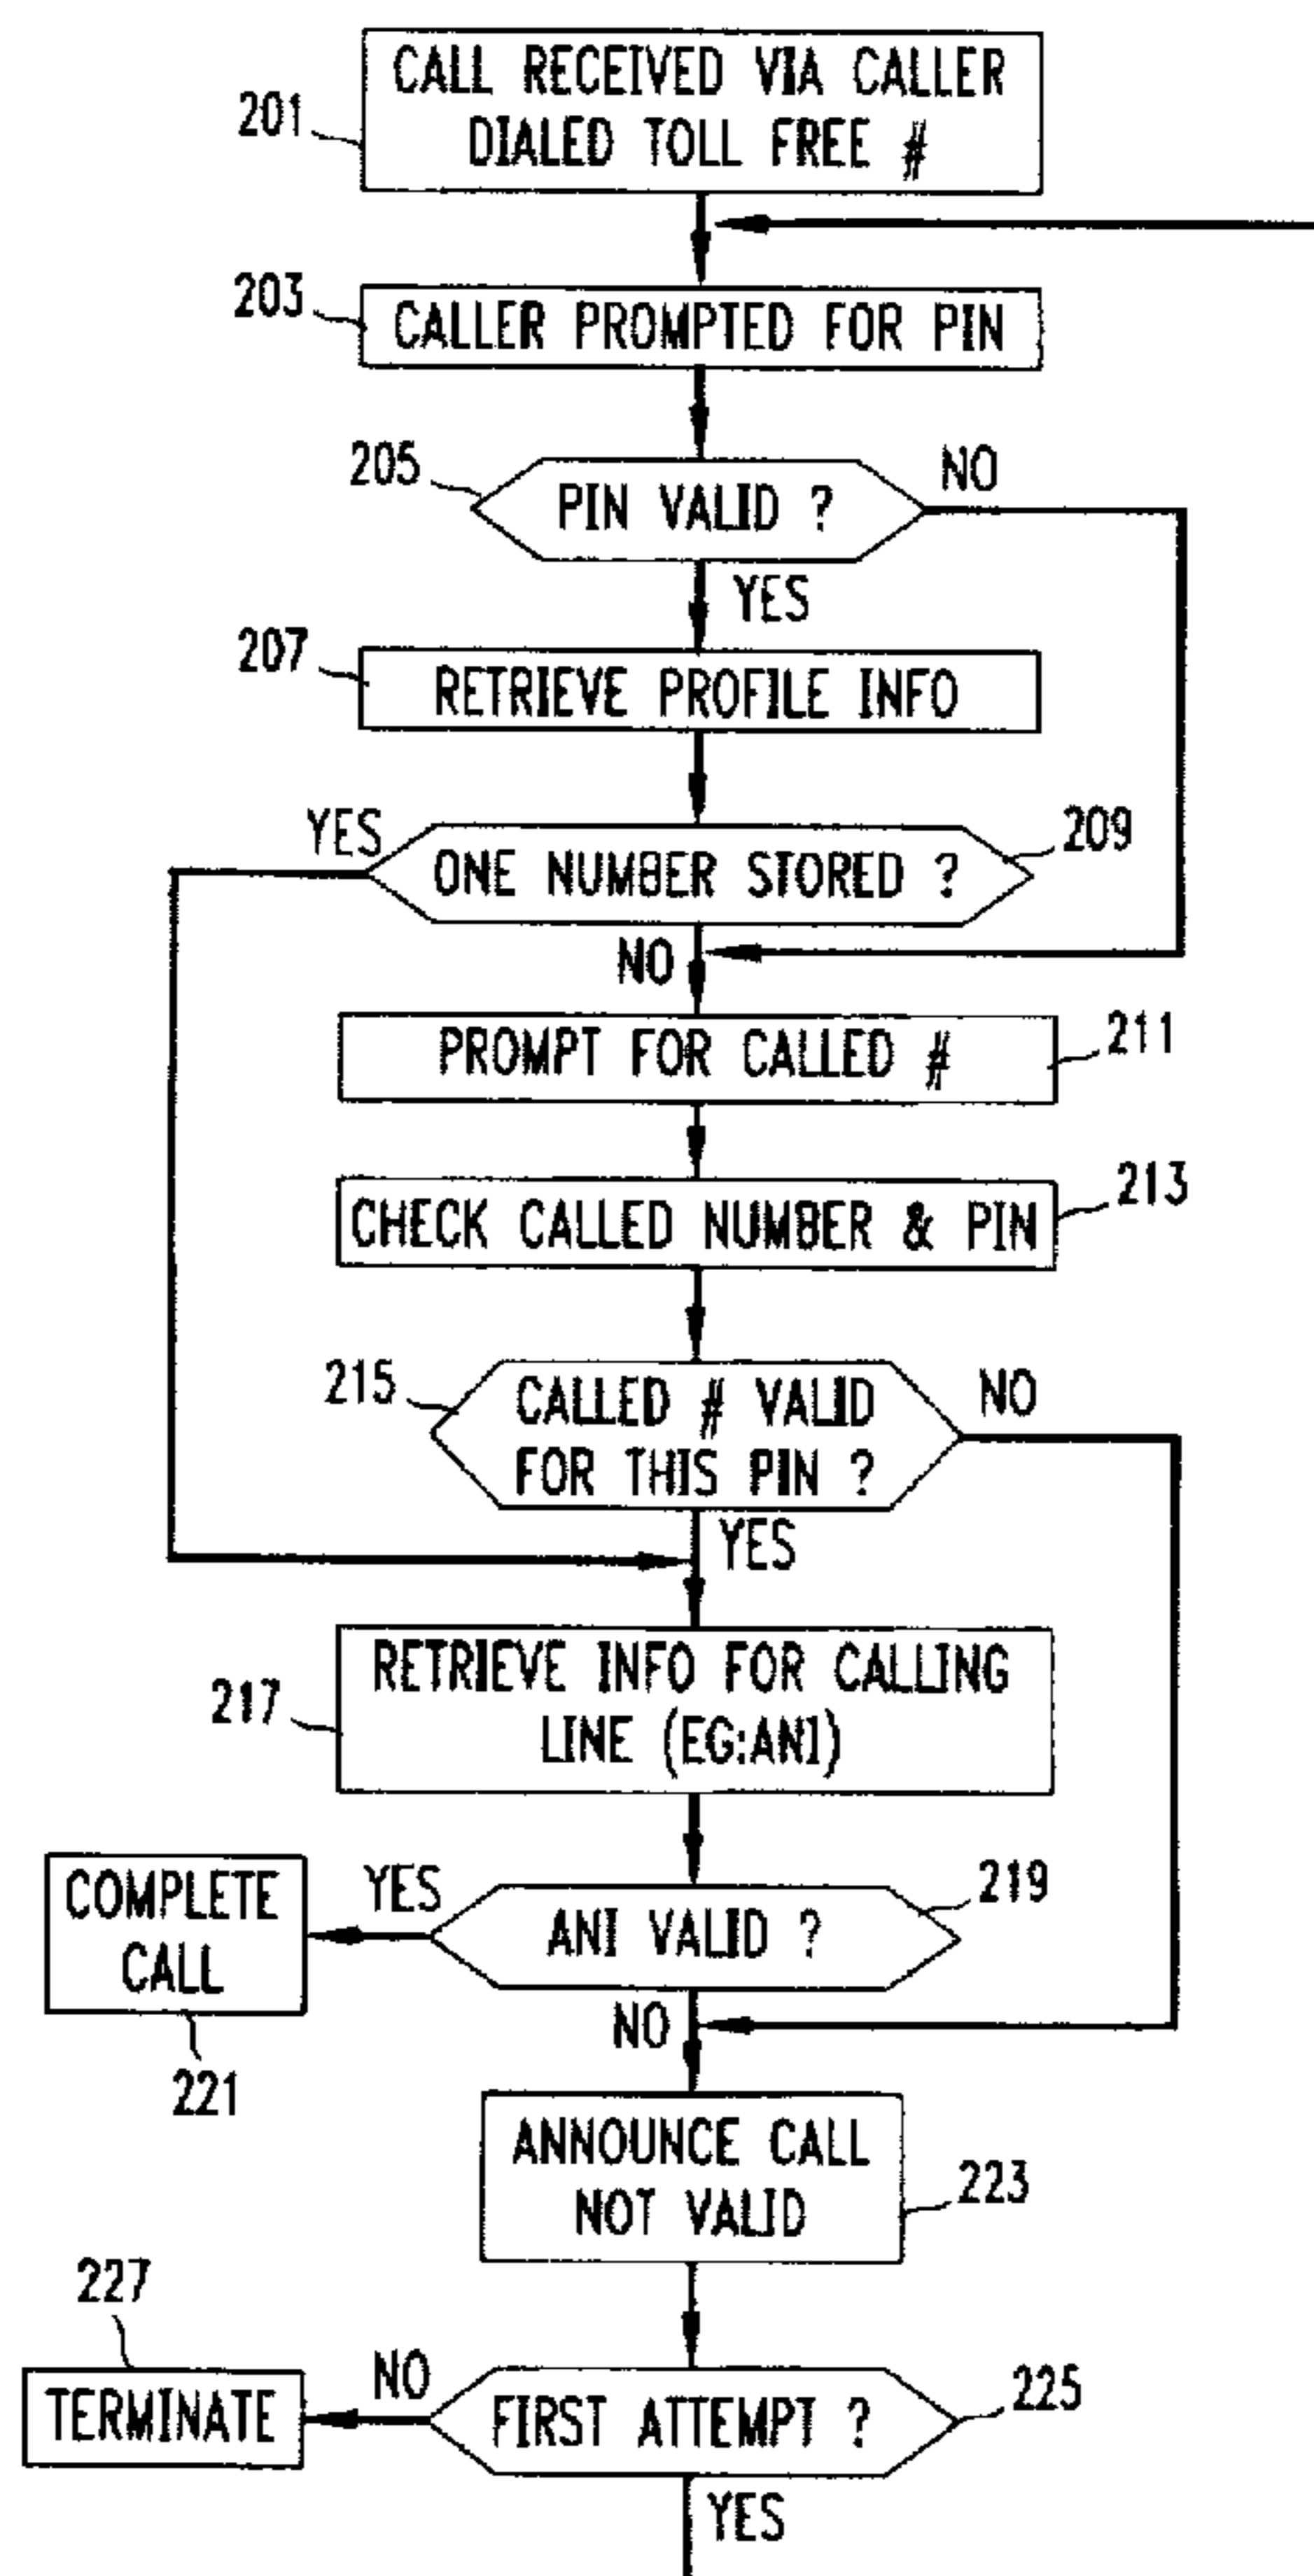 CALL RECEIVED VIA CALLER
DIALED TOLL FREE #
201
203
CALLER PROMPTED FOR PIN
205
PIN VALID ?
NO
YES
207
RETRIEVE PROFILE INFO
YES
209
ONE NUMBER STORED ?
NO
PROMPT FOR CALLED #
211
213
CHECK CALLED NUMBER & PIN
215
CALLED # VALID
FOR THIS PIN ?
NO
YES
RETRIEVE INFO FOR CALLING
LINE (EG:ANI)
217
COMPLETE
CALL
YES
ANI VALID ?
219
NO
221
ANNOUNCE CALL
NOT VALID
223
227
TERMINATE
NO
FIRST ATTEMPT ?
225
YES